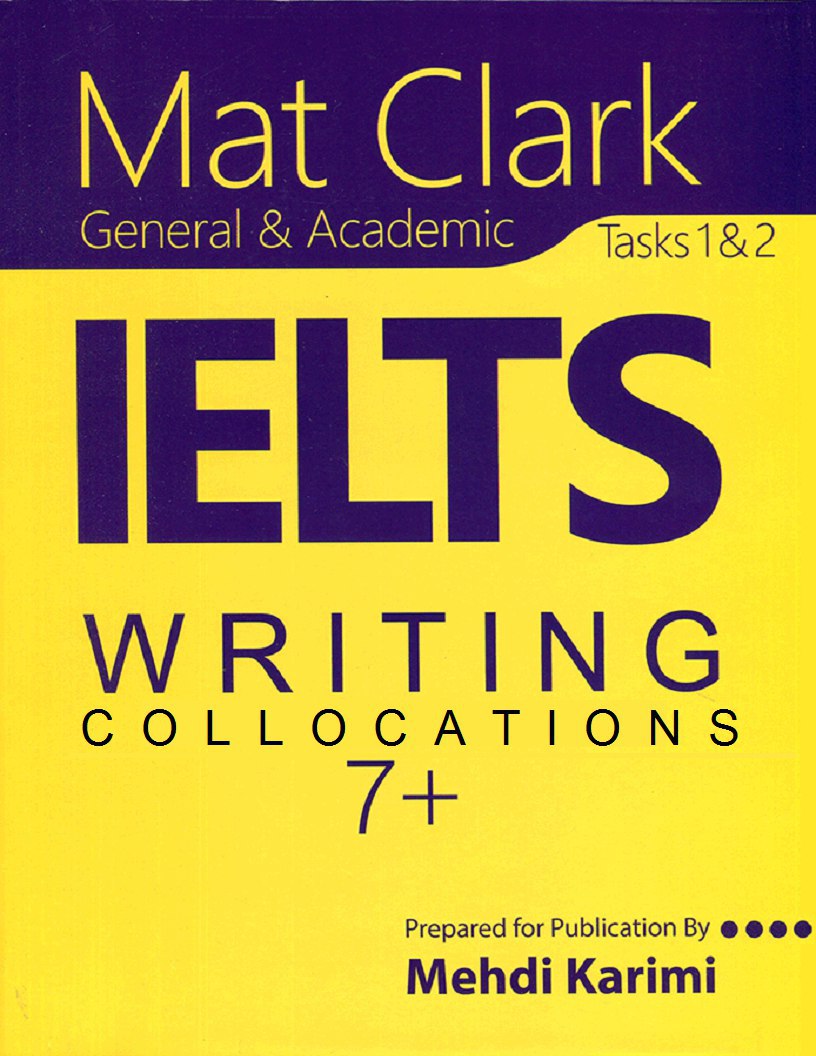 Mat Clark
General & Academic
Tasks 1 & 2
IELTS
WRITING
COLLOCATIONS
7+
Prepared for Publication By
Mehdi Karimi